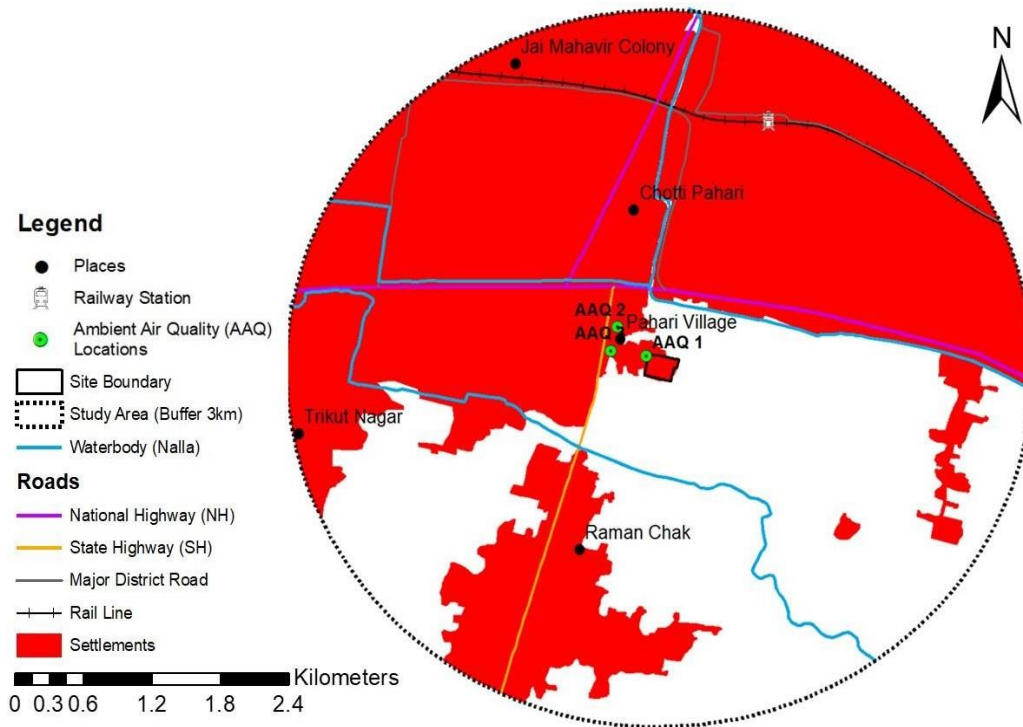 Jai Mahavir Colony
N
Chotti Pahari
Legend
Places
Railway Station
Ambient Air Quality (AAQ)
Locations
Site Boundary
Study Area (Buffer 3km)
Waterbody (Nalla)
Roads
National Highway (NH)
State Highway (SH)
Major District Road
Rail Line
Settlements
Kilometers
0 0.3 0.6 1.2 1.8 2.4
AAQ 2
Pahari Village
AAQ
AAQ 1
Trikut Nagar
Raman Chak